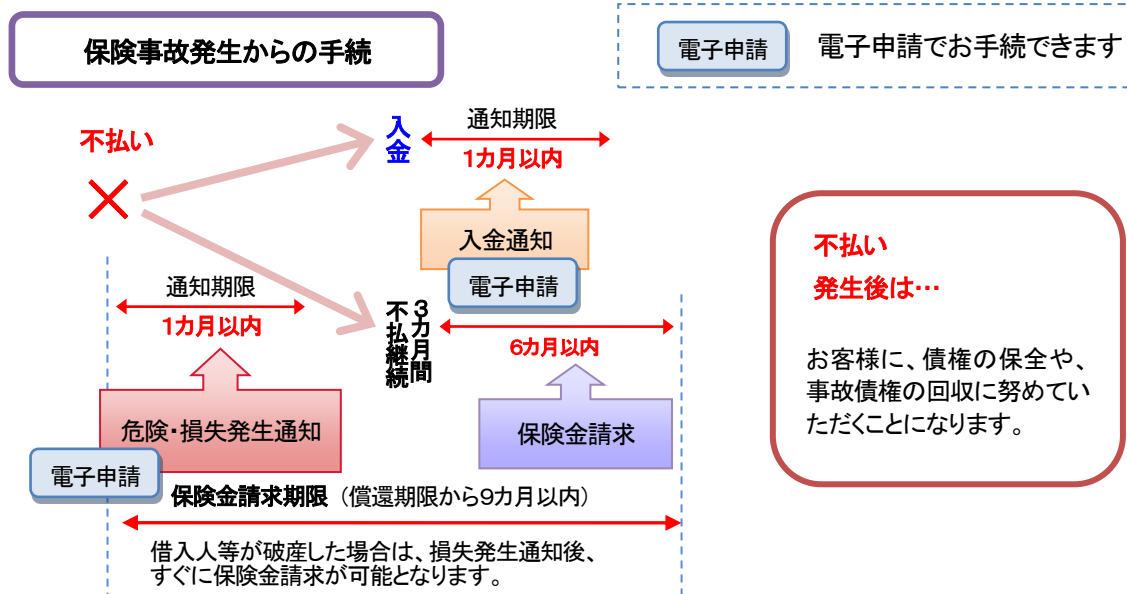 保険事故発生からの手続
電子申請
電子申請でお手続できます
不払い
入金
通知期限
1カ月以内
入金通知
電子申請
通知期限
1カ月以内
3カ月間
不払継続
6カ月以内
危険・損失発生通知
電子申請
保険金請求
保険金請求期限（償還期限から9カ月以内）
借入人等が破産した場合は、損失発生通知後、
すぐに保険金請求が可能となります。
不払い
発生後は…
お客様に、債権の保全や、
事故債権の回収に努めてい
ただくことになります。